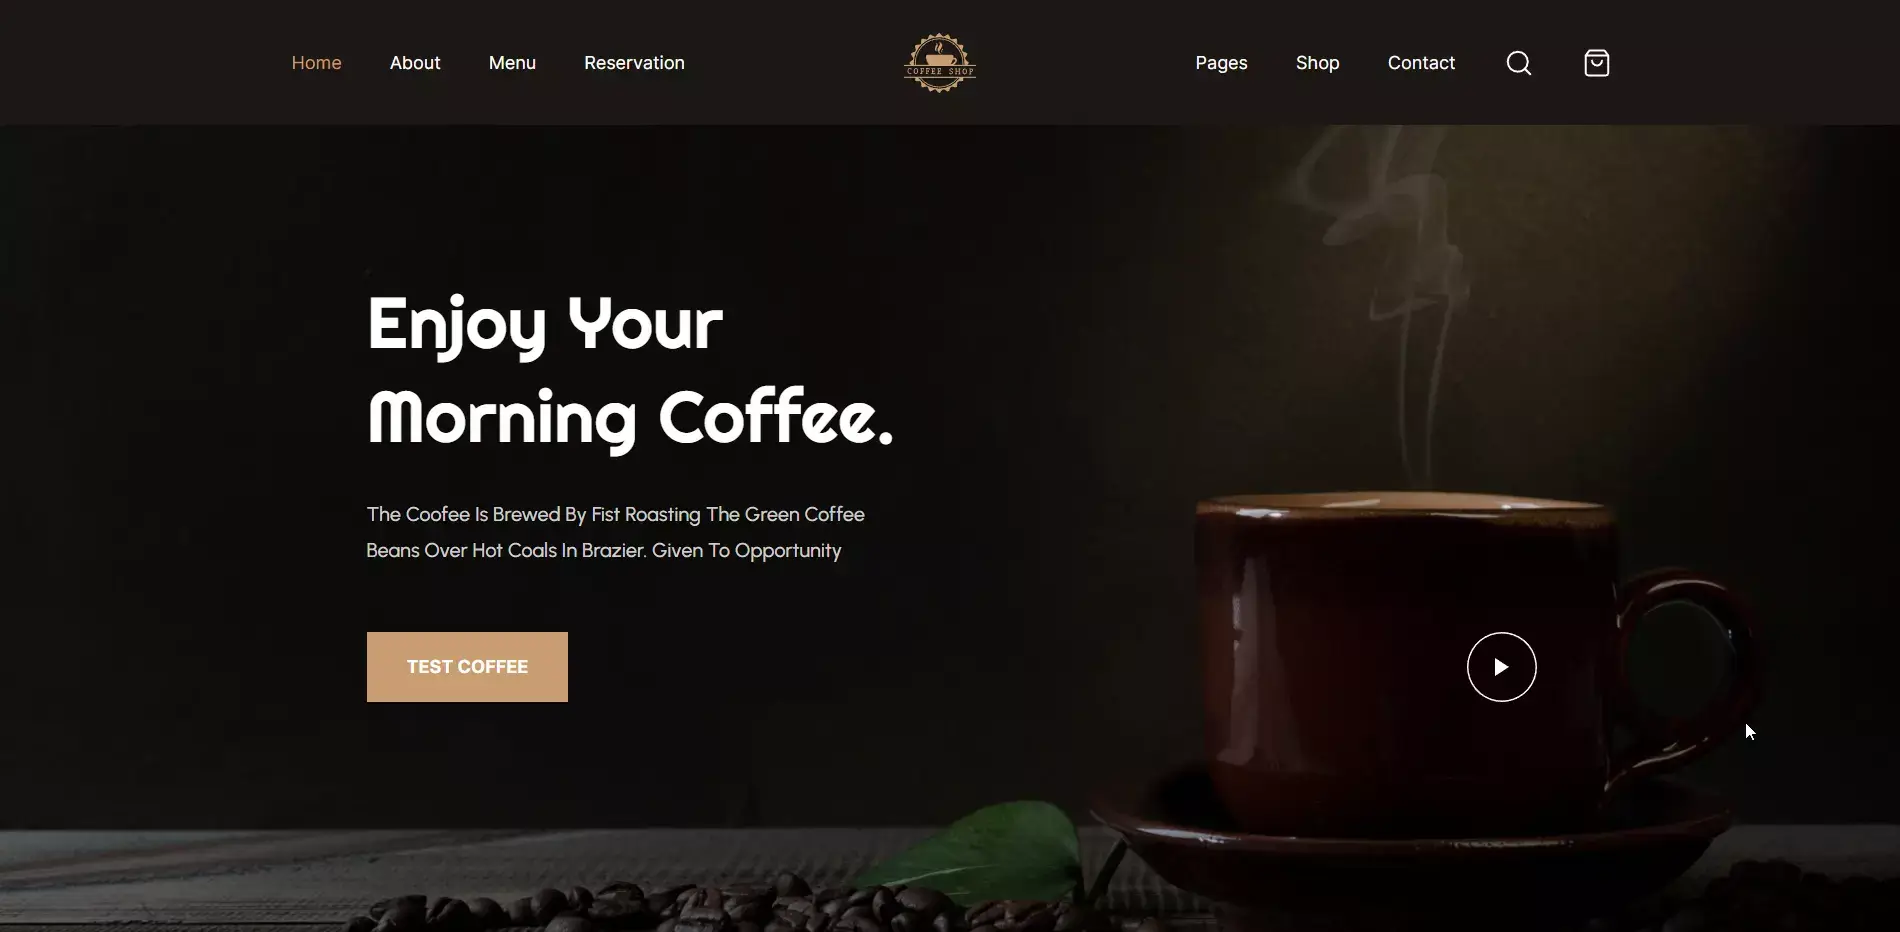 Home About Menu Reservation COFFEE SHOP Pages Shop Contact
Enjoy Your
Morning Coffee.
The Coofee Is Brewed By Fist Roasting The Green Coffee
Beans Over Hot Coals In Brazier. Given To Opportunity
TEST COFFEE